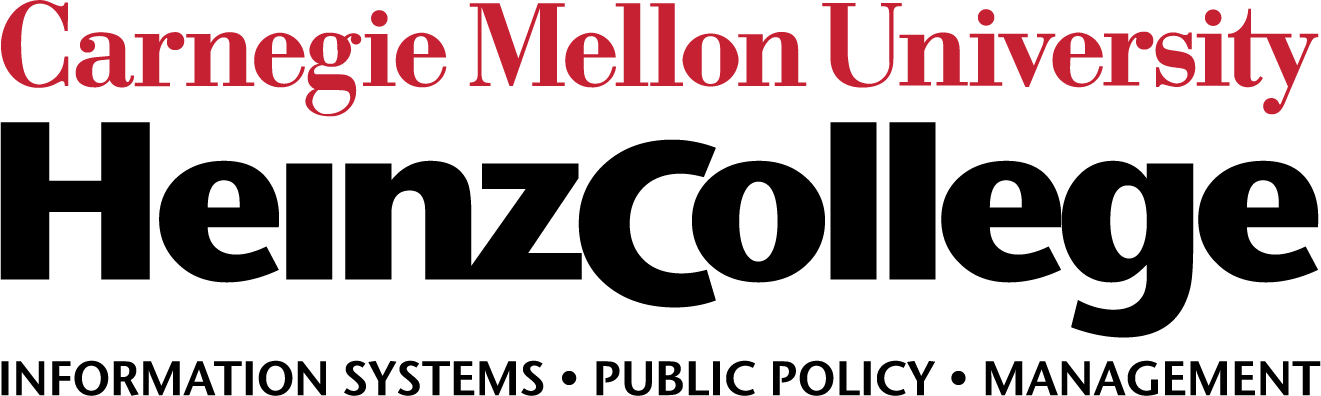 Carnegie Mellon University
HeinzCollege
INFORMATION SYSTEMS • PUBLIC POLICY • MANAGEMENT